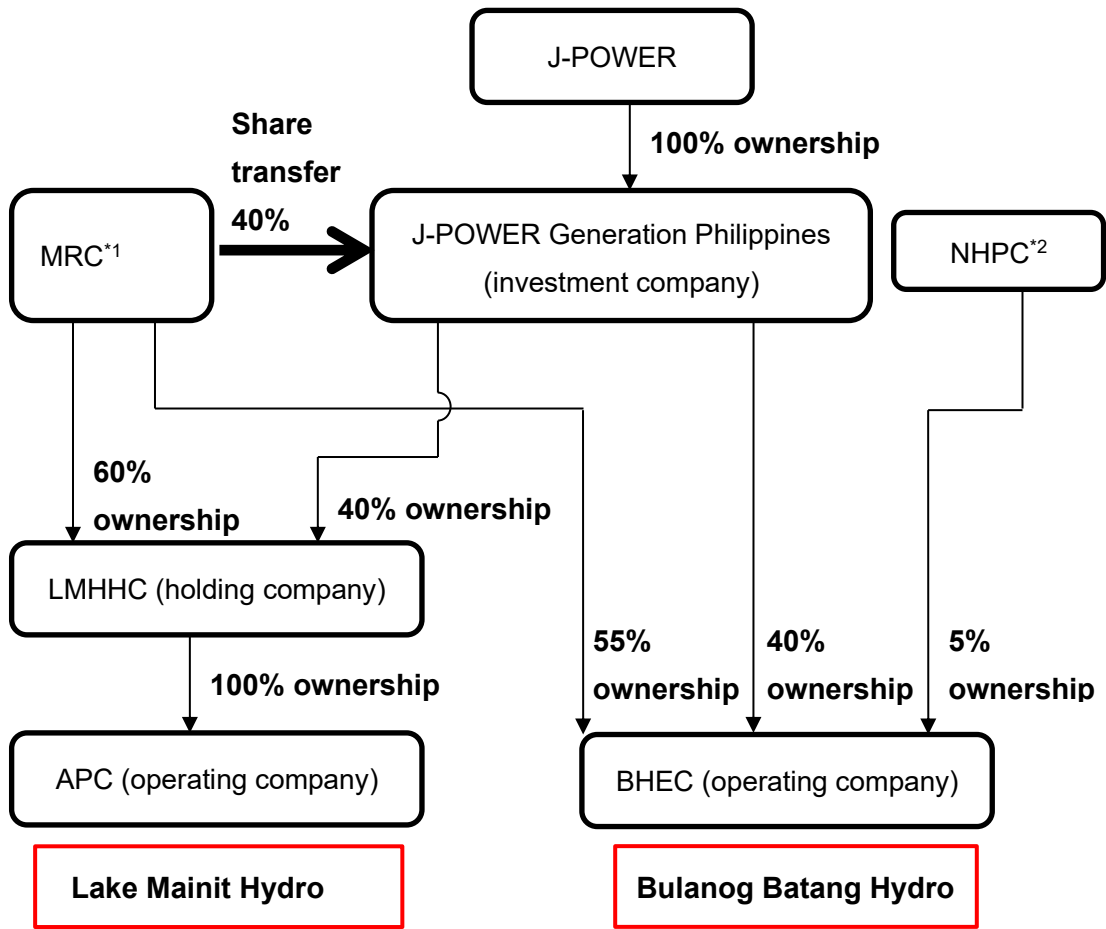 J-POWER
Share
transfer
40%
100% ownership
MRC*1
J-POWER Generation Philippines
(investment company)
NHPC*2
60%
ownership
40% ownership
LMHHC (holding company)
55%
ownership
40%
ownership
5%
ownership
100% ownership
APC (operating company)
BHEC (operating company)
Lake Mainit Hydro
Bulanog Batang Hydro